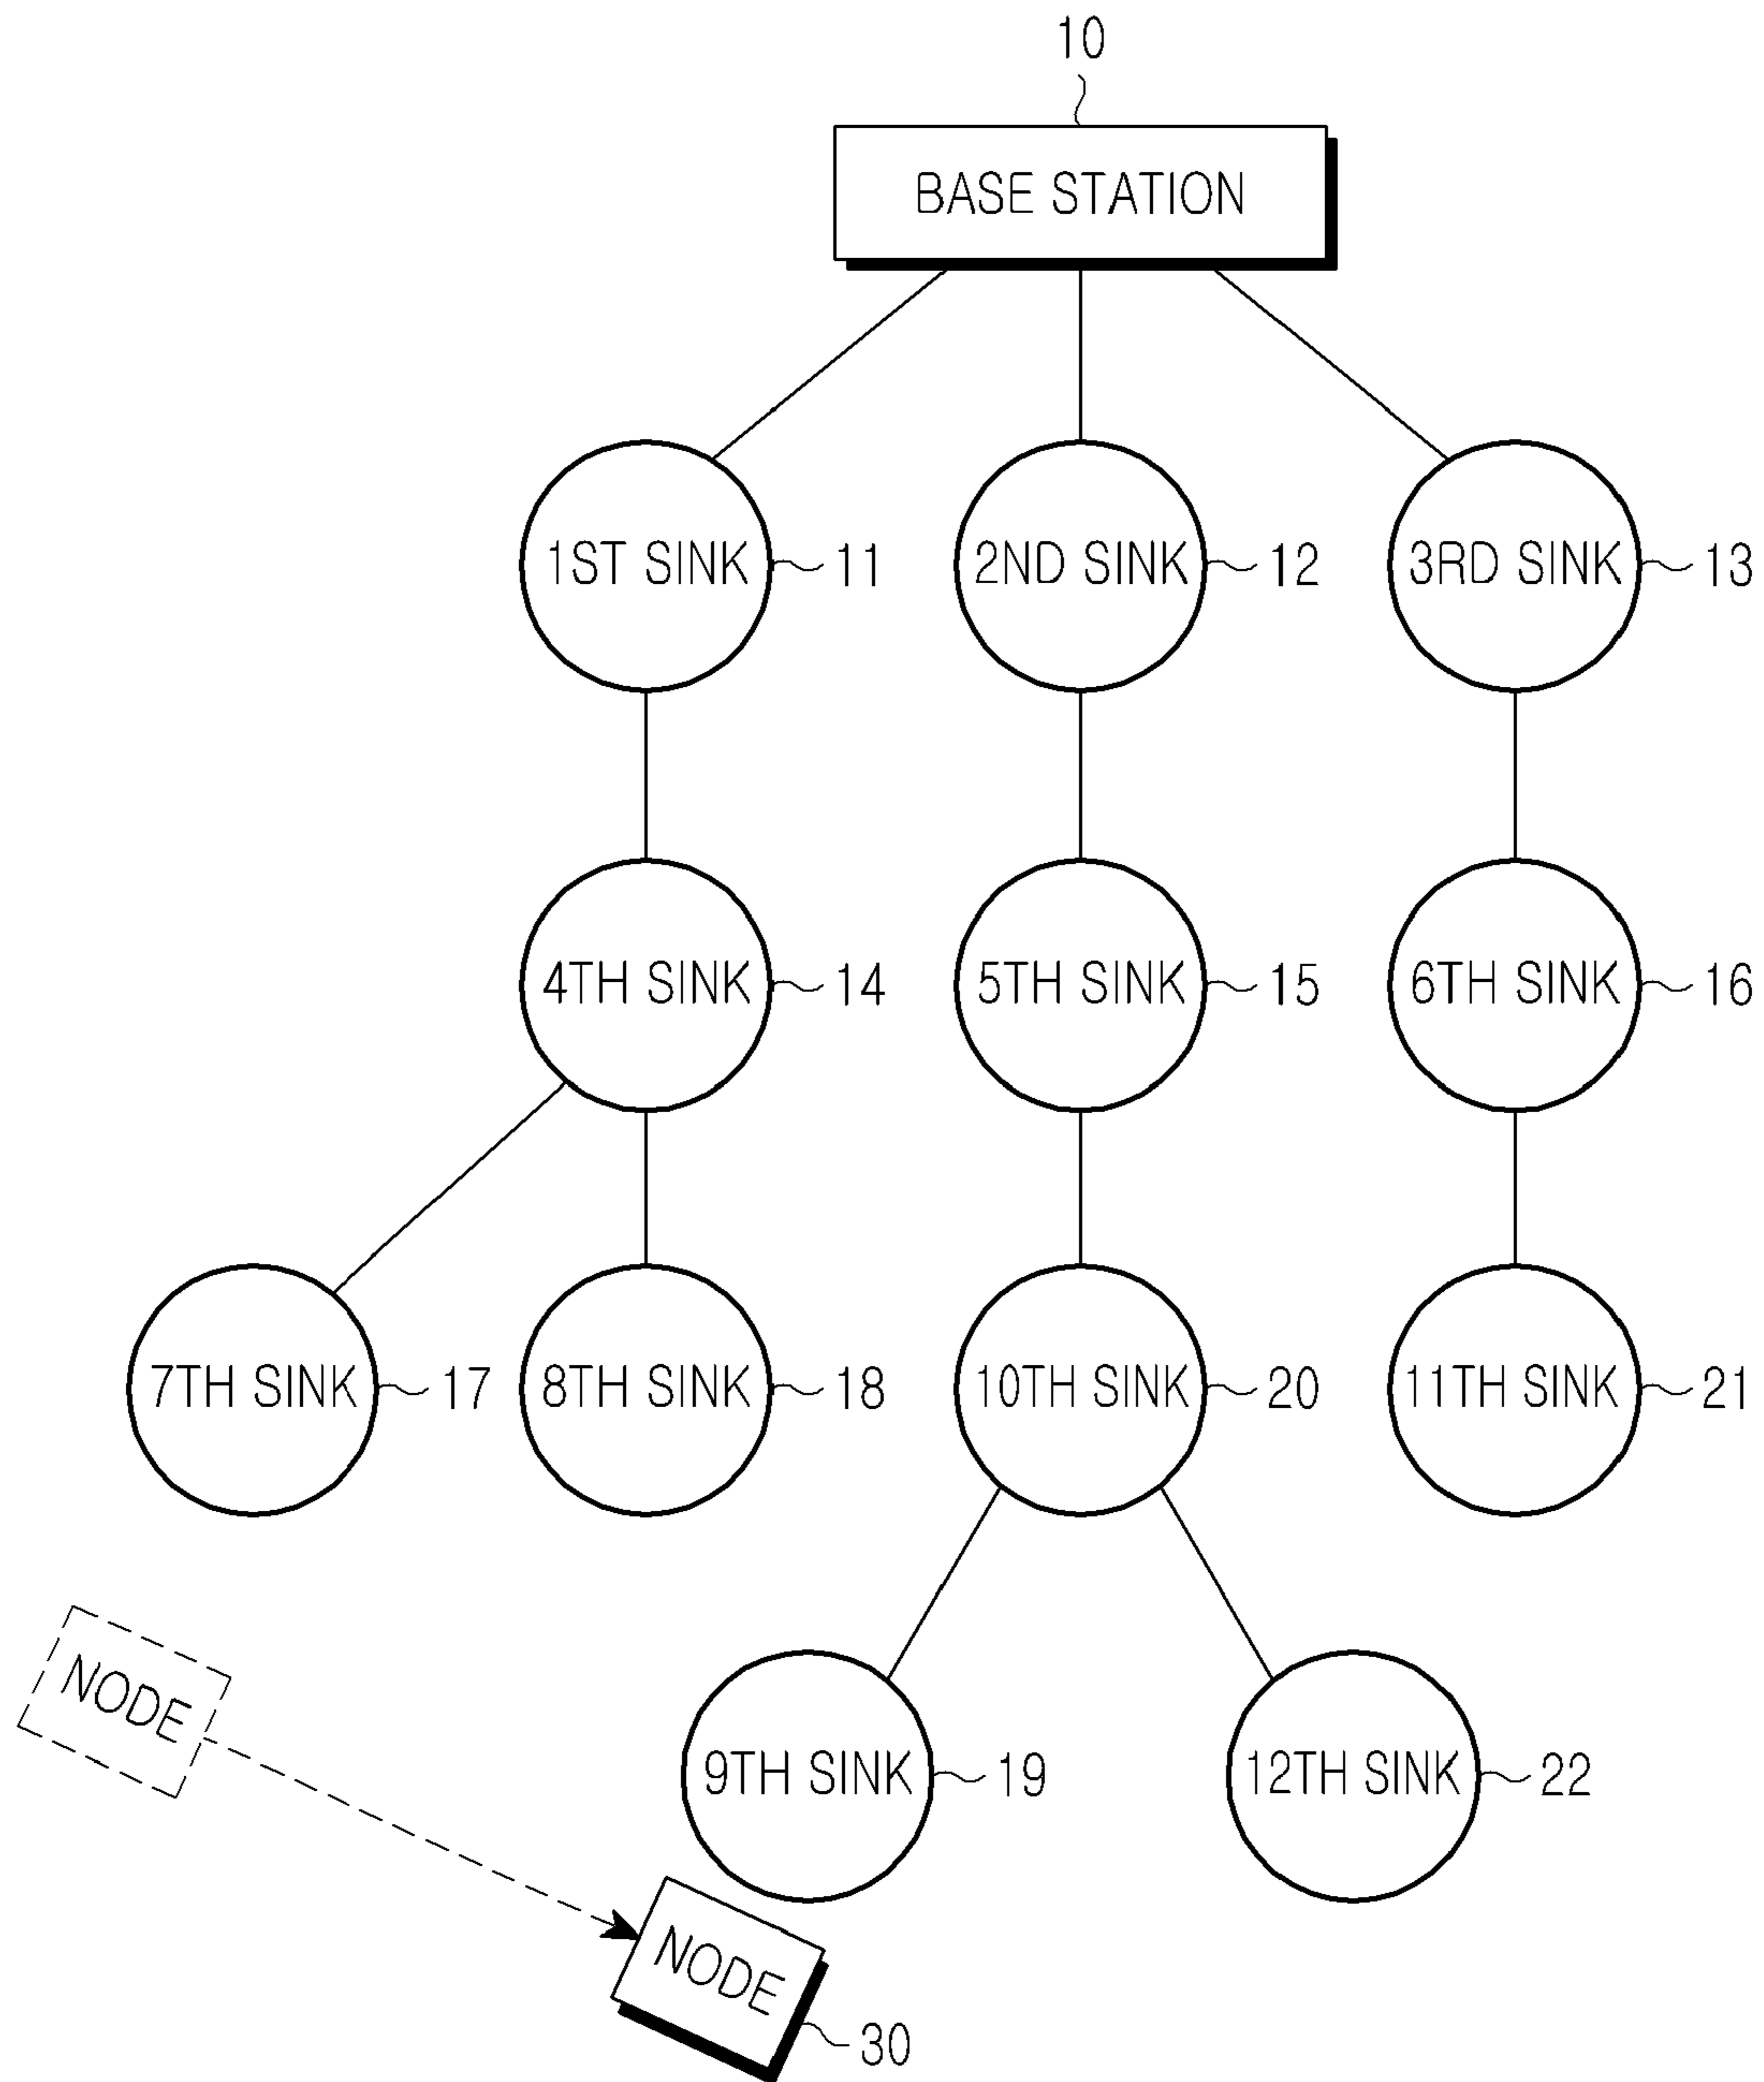 10
BASE STATION
1ST SINK 11
2ND SINK 12
3RD SINK 13
4TH SINK 14
5TH SINK 15
6TH SINK 16
7TH SINK 17
8TH SINK 18
10TH SINK 20
11TH SINK 21
NODE
9TH SINK 19
12TH SINK 22
NODE
30